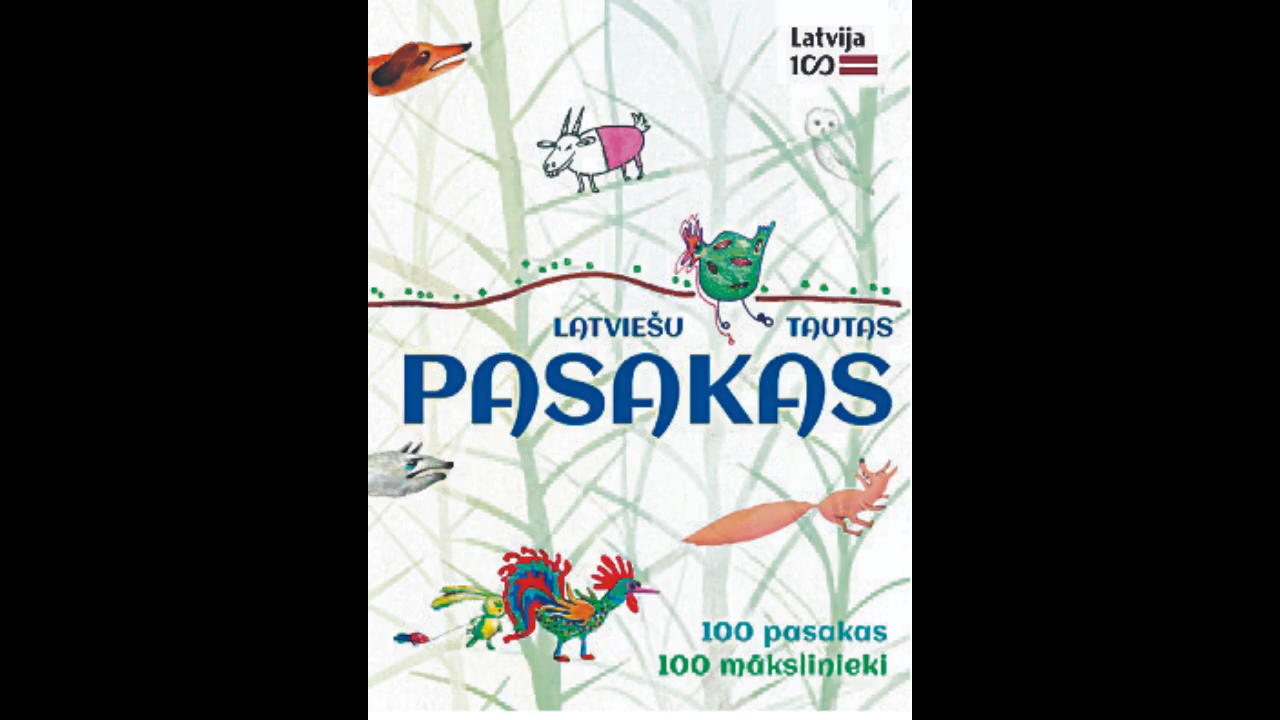 Latvija
100
LATVIEŠU TAUTAS
PASAKAS
100 pasakas
100 mākslinieki